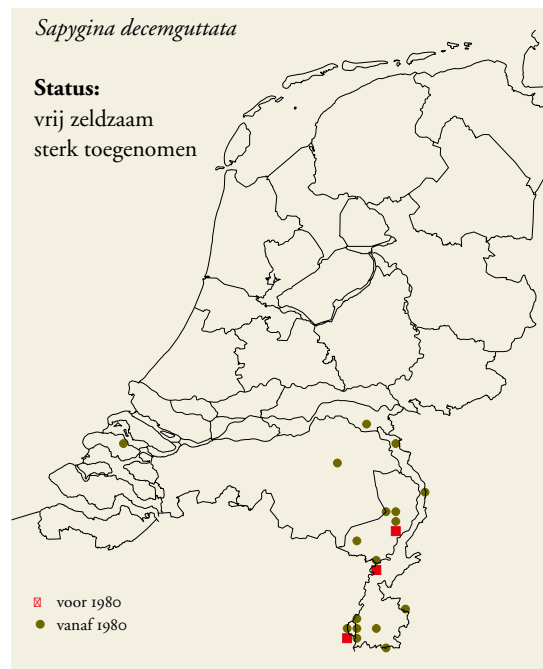 Sapygina decemguttata
Status:
vrij zeldzaam
sterk toegenomen
voor 1980
vanaf 1980